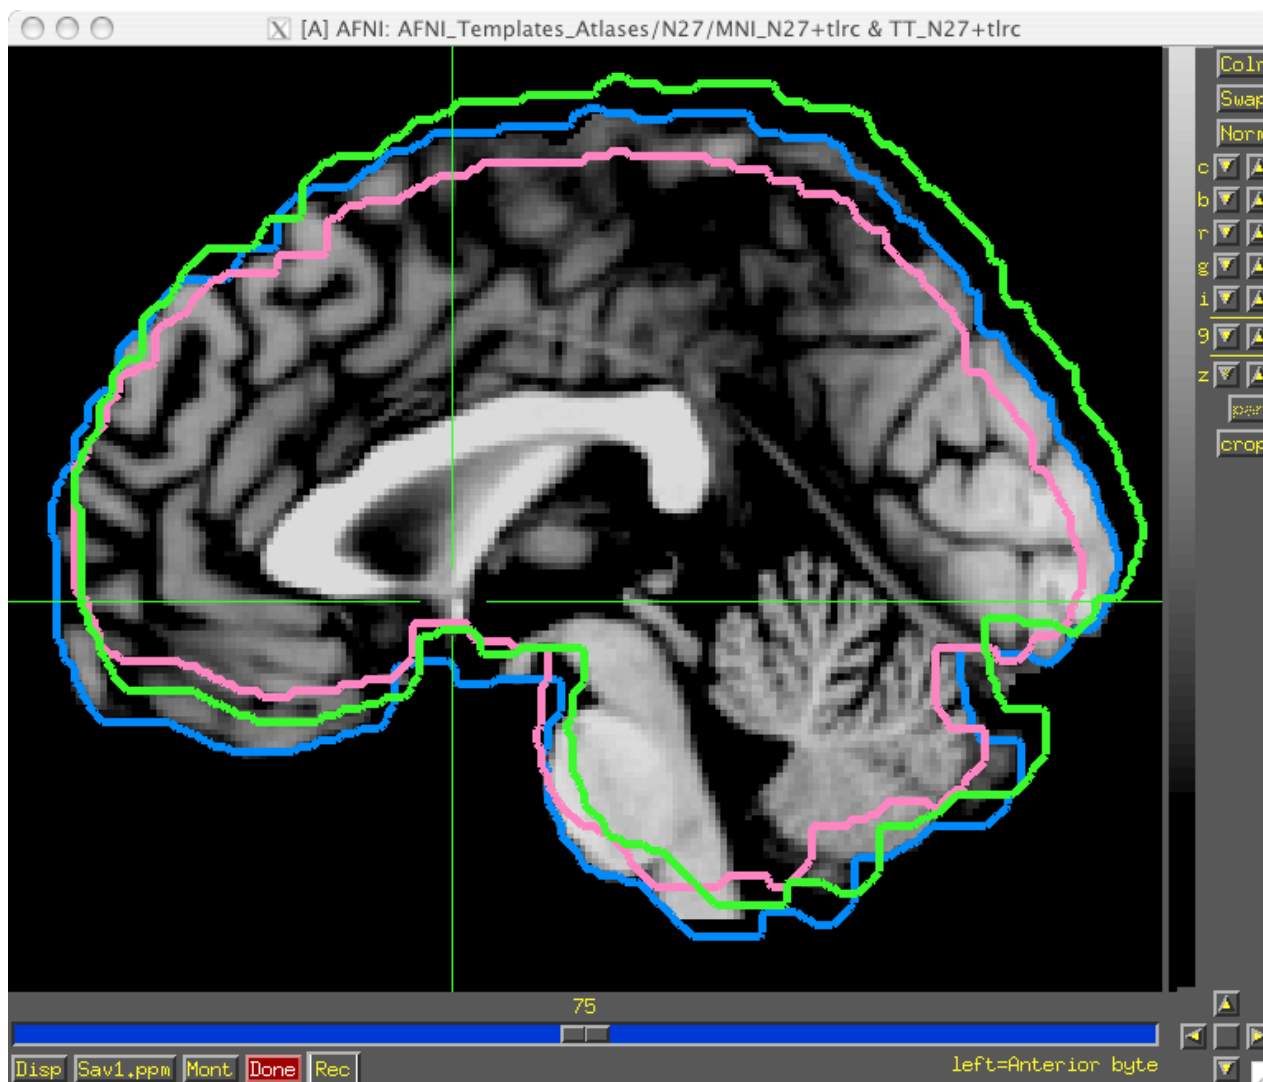 [A] AFNI: AFNI_Templates_Atlases/N27/MNI_N27+tlrc & TT_N27+tlrc
Colr
Swap
Norm
c
b
r
g
i
9
z
pan
crop
75
left=Anterior byte
Disp Sav1.ppm Mont Done Rec